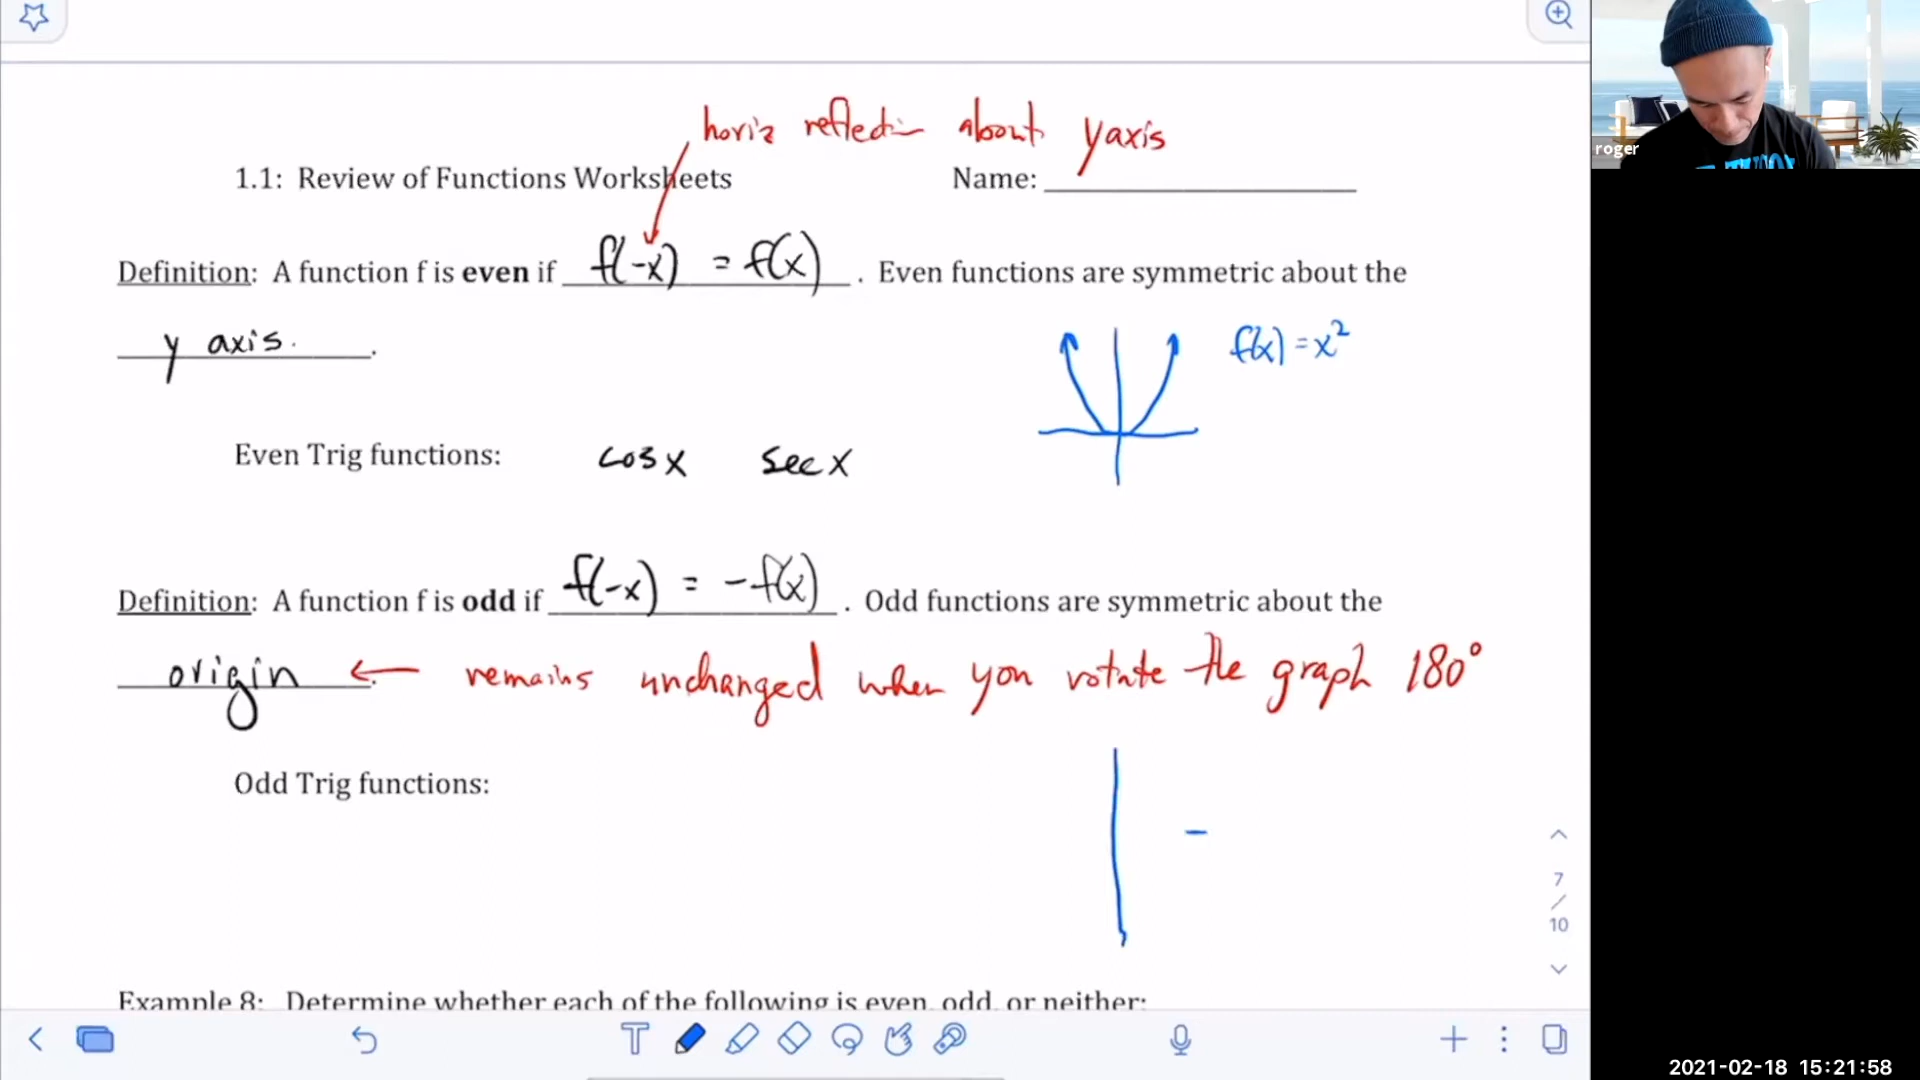 horiz reflection about yaxis
1.1: Review of Functions Worksheets Name:
Definition: A function f is even if f(-x) = f(x). Even functions are symmetric about the
y axis.
f(x) = x²
Even Trig functions: cos x sec x
Definition: A function f is odd if f(-x) = -f(x). Odd functions are symmetric about the
origin. ← remains unchanged when you rotate the graph 180°
Odd Trig functions:
Example 8: Determine whether each of the following is even, odd, or neither:
7
/
10
T
roger
2021-02-18 15:21:58